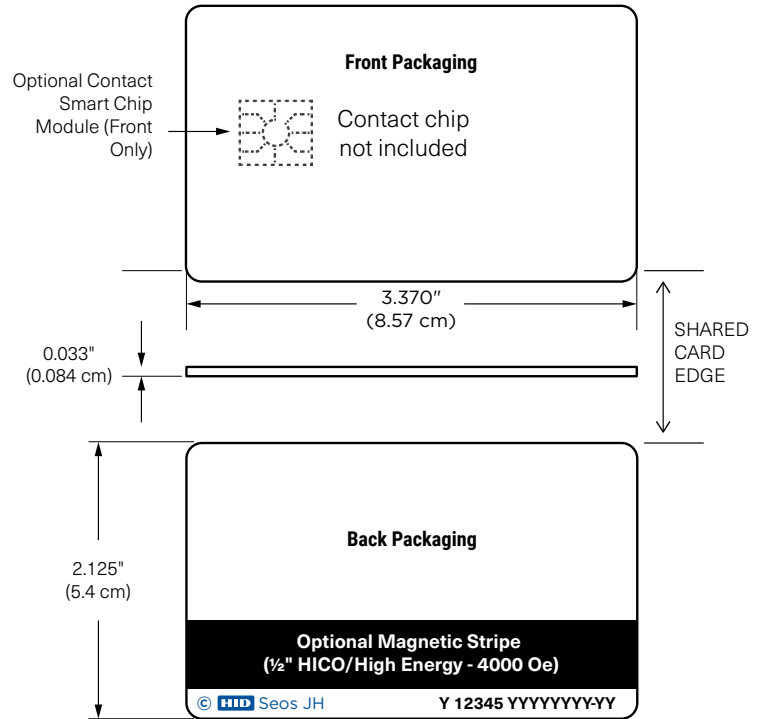 Front Packaging
Optional Contact
Smart Chip
Module (Front
Only)
Contact chip
not included
3.370"
(8.57 cm)
0.033"
(0.084 cm)
SHARED
CARD
EDGE
2.125"
(5.4 cm)
Back Packaging
Optional Magnetic Stripe
(½" HICO/High Energy - 4000 Oe)
© HID Seos JH
Y 12345 YYYYYYYY-YY